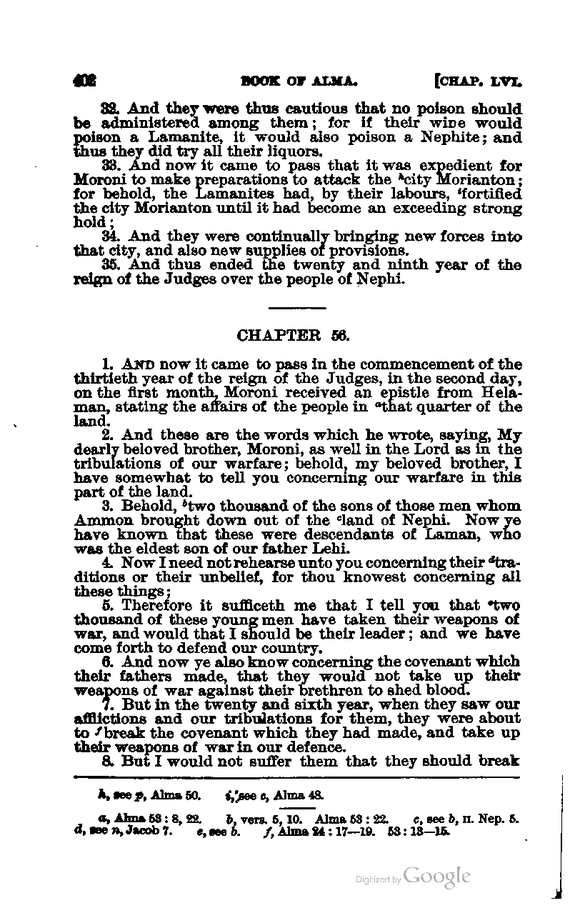 402 BOOK OF ALMA. [CHAP. LVI.
32. And they were thus cautious that no poison should
be administered among them; for if their wine would
poison a Lamanite, it would also poison a Nephite; and
thus they did try all their liquors.
33. And now it came to pass that it was expedient for
Moroni to make preparations to attack the ʰcity Morianton;
for behold, the Lamanites had, by their labours, ⁱfortified
the city Morianton until it had become an exceeding strong
hold;
34. And they were continually bringing new forces into
that city, and also new supplies of provisions.
35. And thus ended the twenty and ninth year of the
reign of the Judges over the people of Nephi.
CHAPTER 56.
1. AND now it came to pass in the commencement of the
thirtieth year of the reign of the Judges, in the second day,
on the first month, Moroni received an epistle from Hela-
man, stating the affairs of the people in ᵃthat quarter of the
land.
2. And these are the words which he wrote, saying, My
dearly beloved brother, Moroni, as well in the Lord as in the
tribulations of our warfare; behold, my beloved brother, I
have somewhat to tell you concerning our warfare in this
part of the land.
3. Behold, ᵇtwo thousand of the sons of those men whom
Ammon brought down out of the ᶜland of Nephi. Now ye
have known that these were descendants of Laman, who
was the eldest son of our father Lehi.
4. Now I need not rehearse unto you concerning their ᵈtra-
ditions or their unbelief, for thou knowest concerning all
these things;
5. Therefore it sufficeth me that I tell you that ᵉtwo
thousand of these young men have taken their weapons of
war, and would that I should be their leader; and we have
come forth to defend our country.
6. And now ye also know concerning the covenant which
their fathers made, that they would not take up their
weapons of war against their brethren to shed blood.
7. But in the twenty and sixth year, when they saw our
afflictions and our tribulations for them, they were about
to ᶠbreak the covenant which they had made, and take up
their weapons of war in our defence.
8. But I would not suffer them that they should break
h, see p, Alma 50. i, see c, Alma 48.
a, Alma 53 : 8, 22. b, vers. 5, 10. Alma 53 : 22. c, see b, II. Nep. 5.
d, see n, Jacob 7. e, see b. f, Alma 24 : 17—19. 53 : 13—15.
Digitized by Google